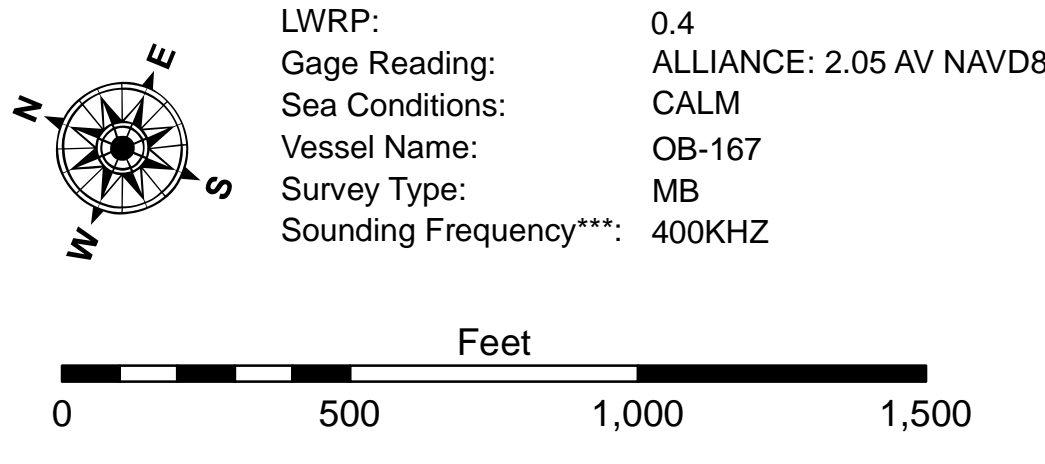 N
E
S
W
LWRP: 0.4
Gage Reading: ALLIANCE: 2.05 AV NAVD8
Sea Conditions: CALM
Vessel Name: OB-167
Survey Type: MB
Sounding Frequency***: 400KHZ
Feet
0 500 1,000 1,500